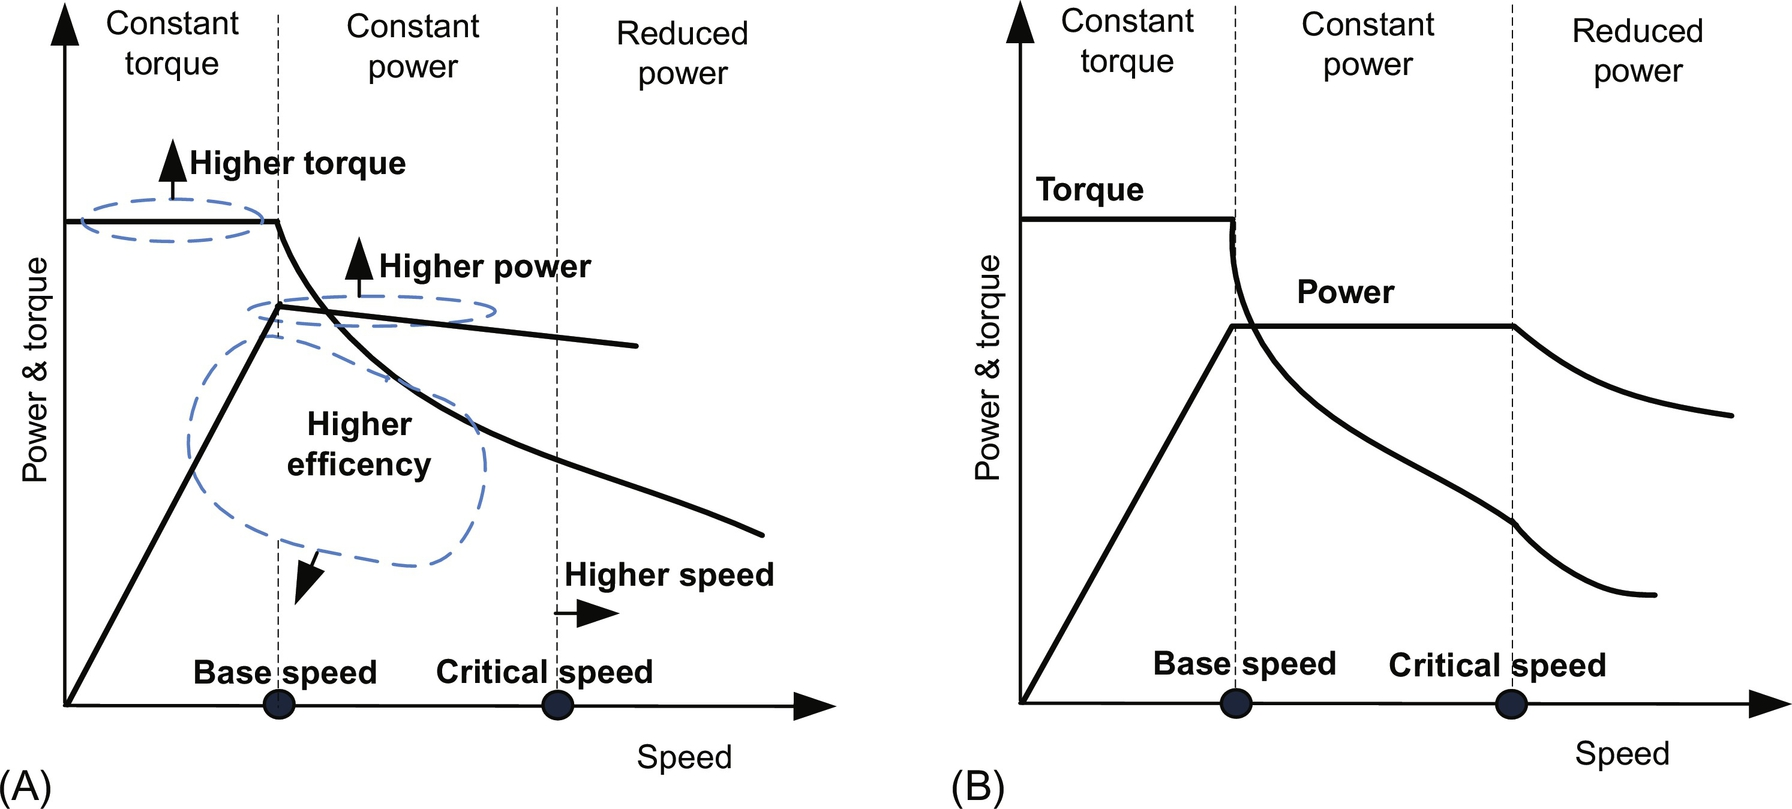 Constant
torque
Constant
power
Reduced
power
Higher torque
Higher power
Higher
efficency
Higher speed
Base speed
Critical speed
Power & torque
Speed
(A)
Constant
torque
Constant
power
Reduced
power
Torque
Power
Base speed
Critical speed
Power & torque
Speed
(B)